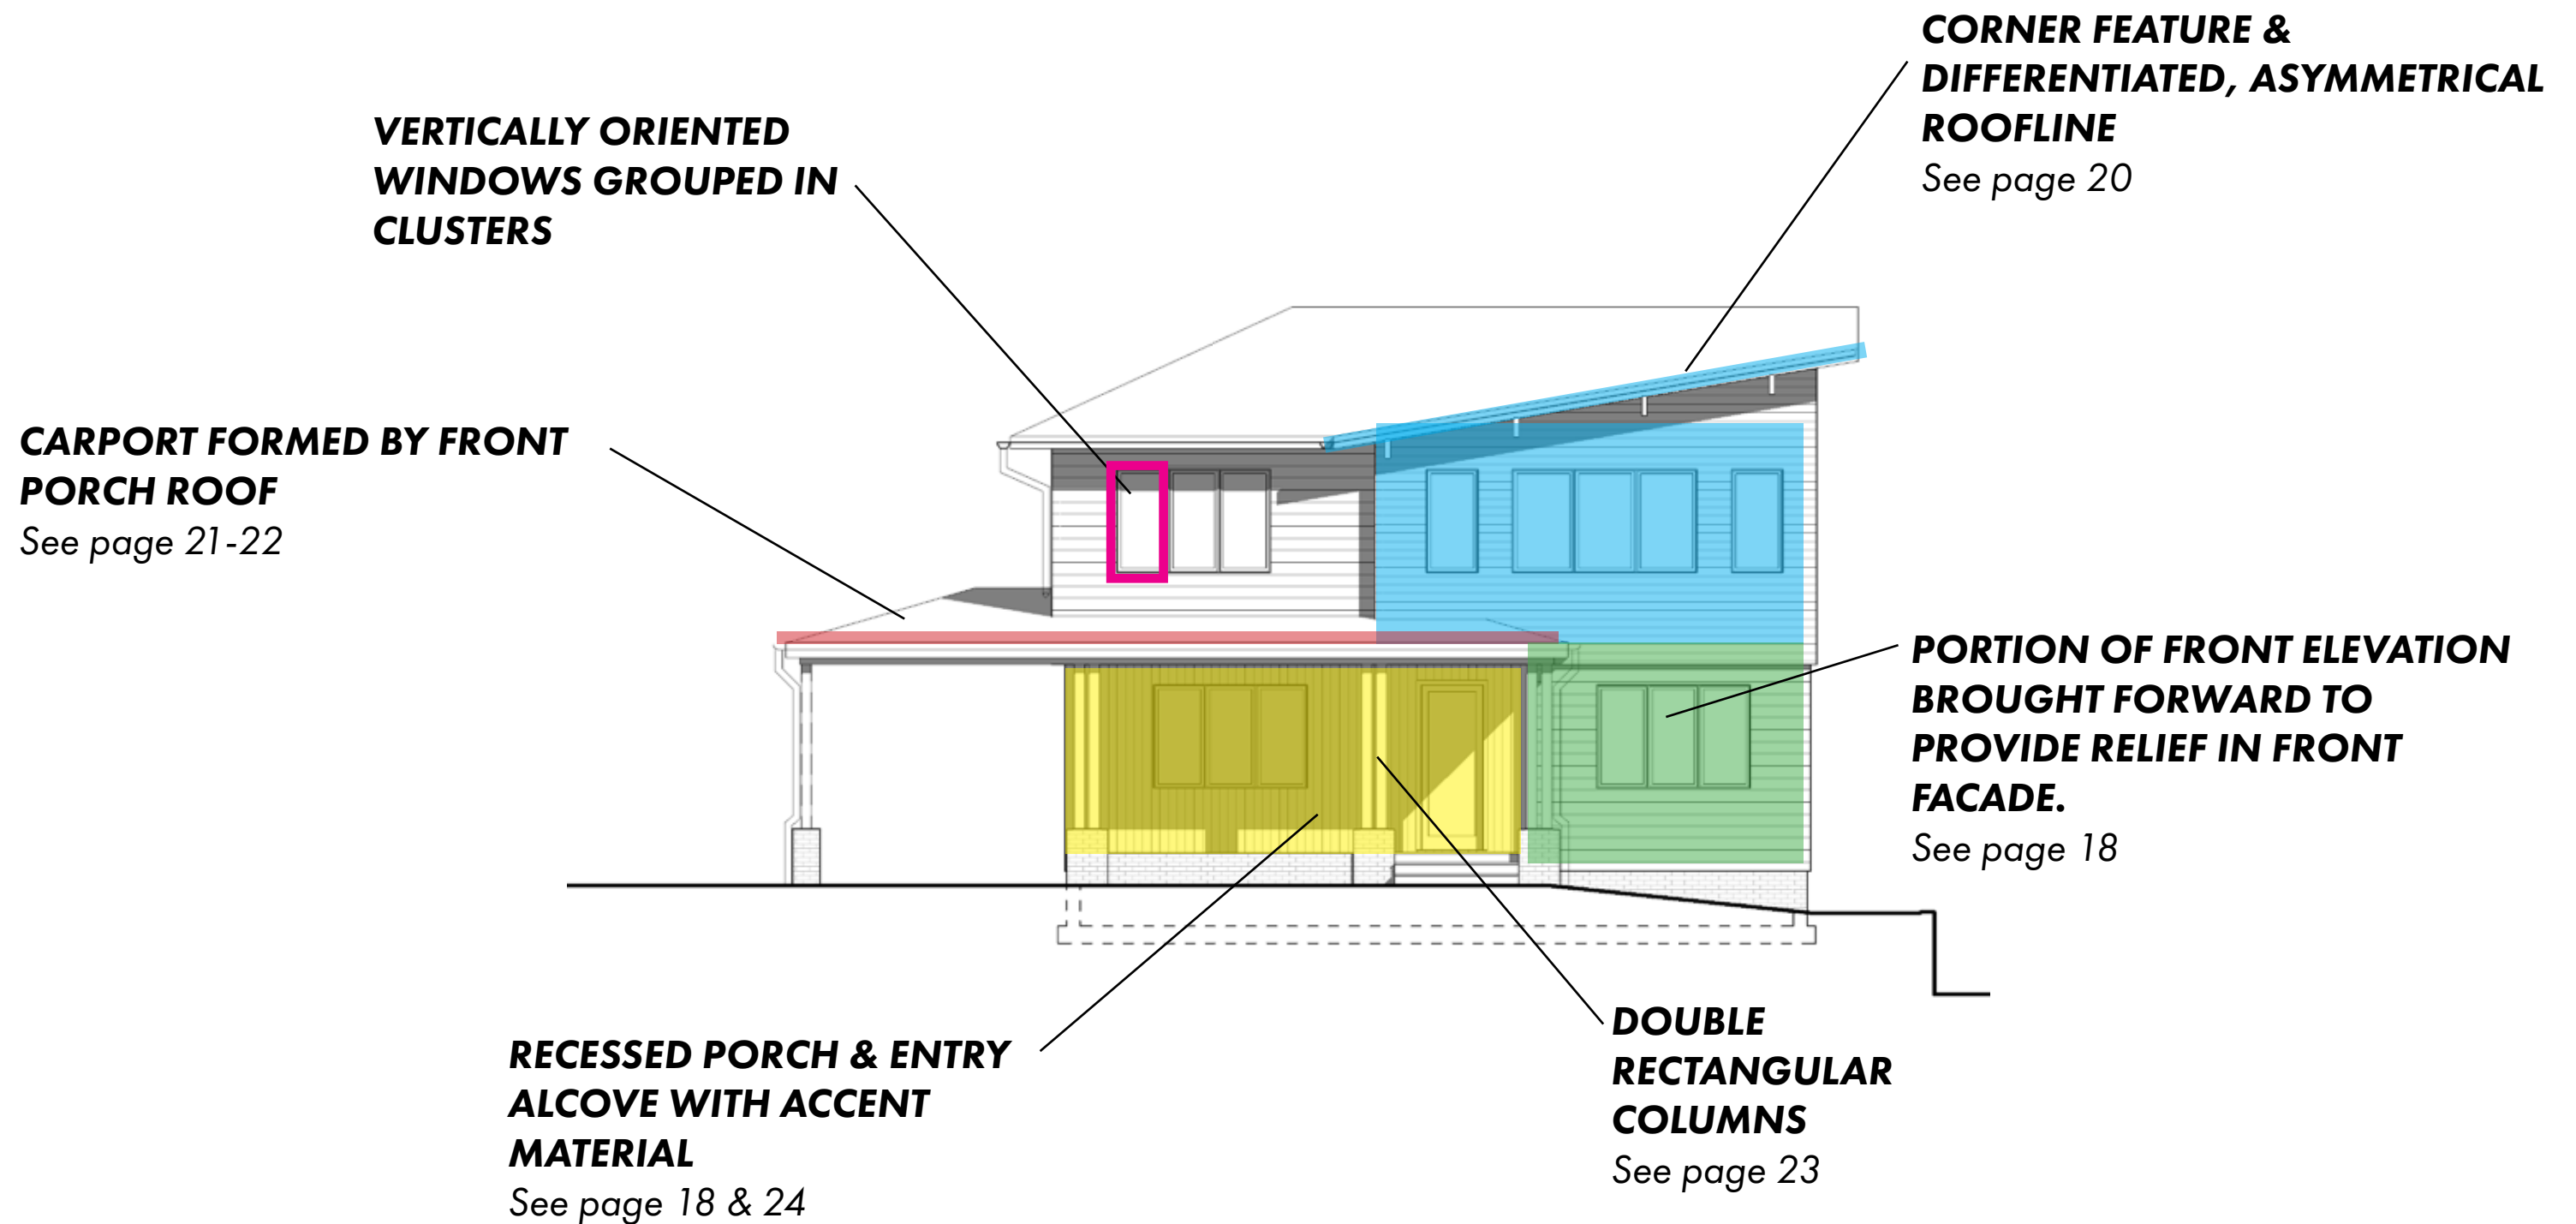 CORNER FEATURE &
DIFFERENTIATED, ASYMMETRICAL
ROOFLINE
See page 20
VERTICALLY ORIENTED
WINDOWS GROUPED IN
CLUSTERS
CARPORT FORMED BY FRONT
PORCH ROOF
See page 21-22
PORTION OF FRONT ELEVATION
BROUGHT FORWARD TO
PROVIDE RELIEF IN FRONT
FACADE.
See page 18
RECESSED PORCH & ENTRY
ALCOVE WITH ACCENT
MATERIAL
See page 18 & 24
DOUBLE
RECTANGULAR
COLUMNS
See page 23